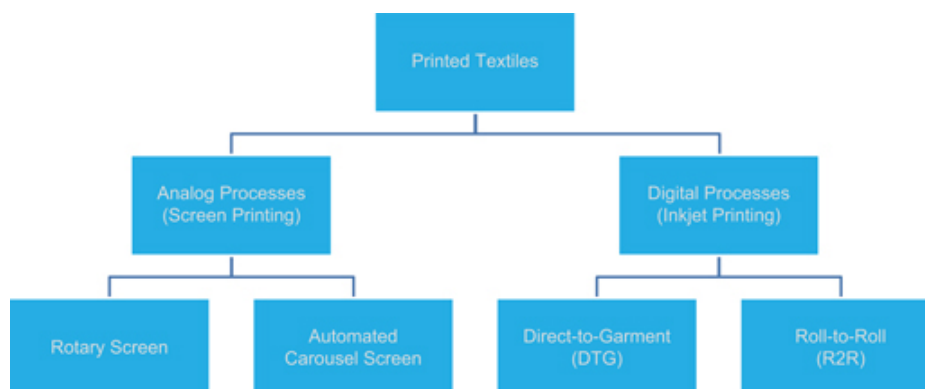 Printed Textiles
Analog Processes
(Screen Printing)
Digital Processes
(Inkjet Printing)
Rotary Screen
Automated
Carousel Screen
Direct-to-Garment
(DTG)
Roll-to-Roll
(R2R)